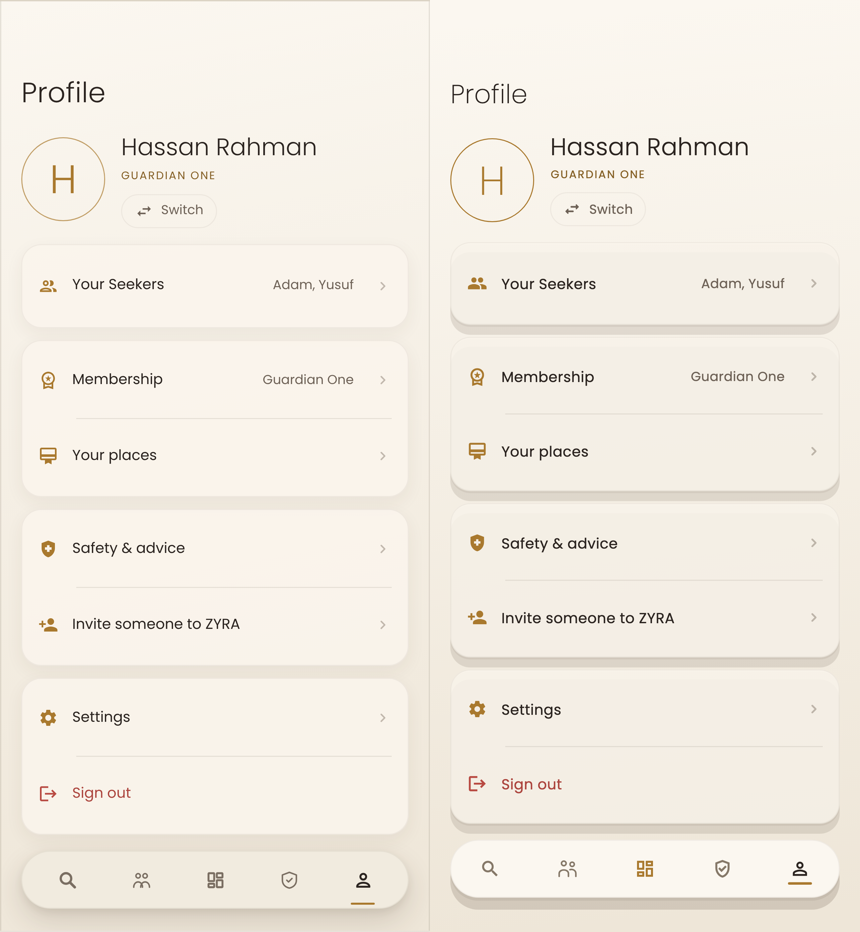 Profile
H
Hassan Rahman
GUARDIAN ONE
Switch
Your Seekers Adam, Yusuf
Membership Guardian One
Your places
Safety & advice
Invite someone to ZYRA
Settings
Sign out
Profile
H
Hassan Rahman
GUARDIAN ONE
Switch
Your Seekers Adam, Yusuf
Membership Guardian One
Your places
Safety & advice
Invite someone to ZYRA
Settings
Sign out